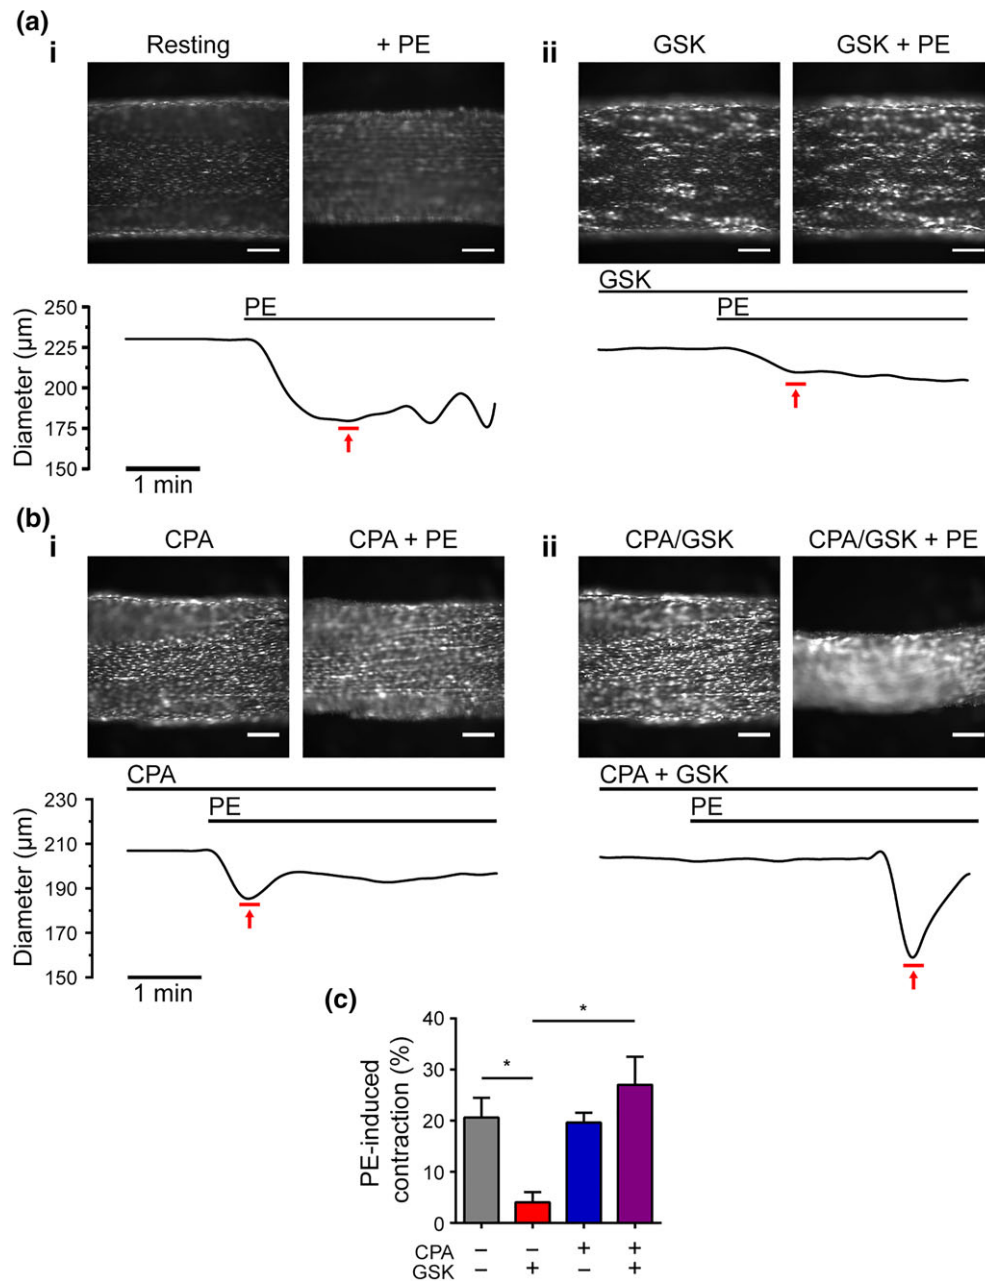 (a)
i Resting + PE ii GSK GSK + PE
GSK
PE PE
Diameter (µm)
250
225
200
175
150
1 min
(b)
i CPA CPA + PE ii CPA/GSK CPA/GSK + PE
CPA CPA + GSK
PE PE
Diameter (µm)
230
210
190
170
150
1 min
(c)
PE-induced
contraction (%)
40
30
20
10
0
* *
CPA − − + +
GSK − + − +